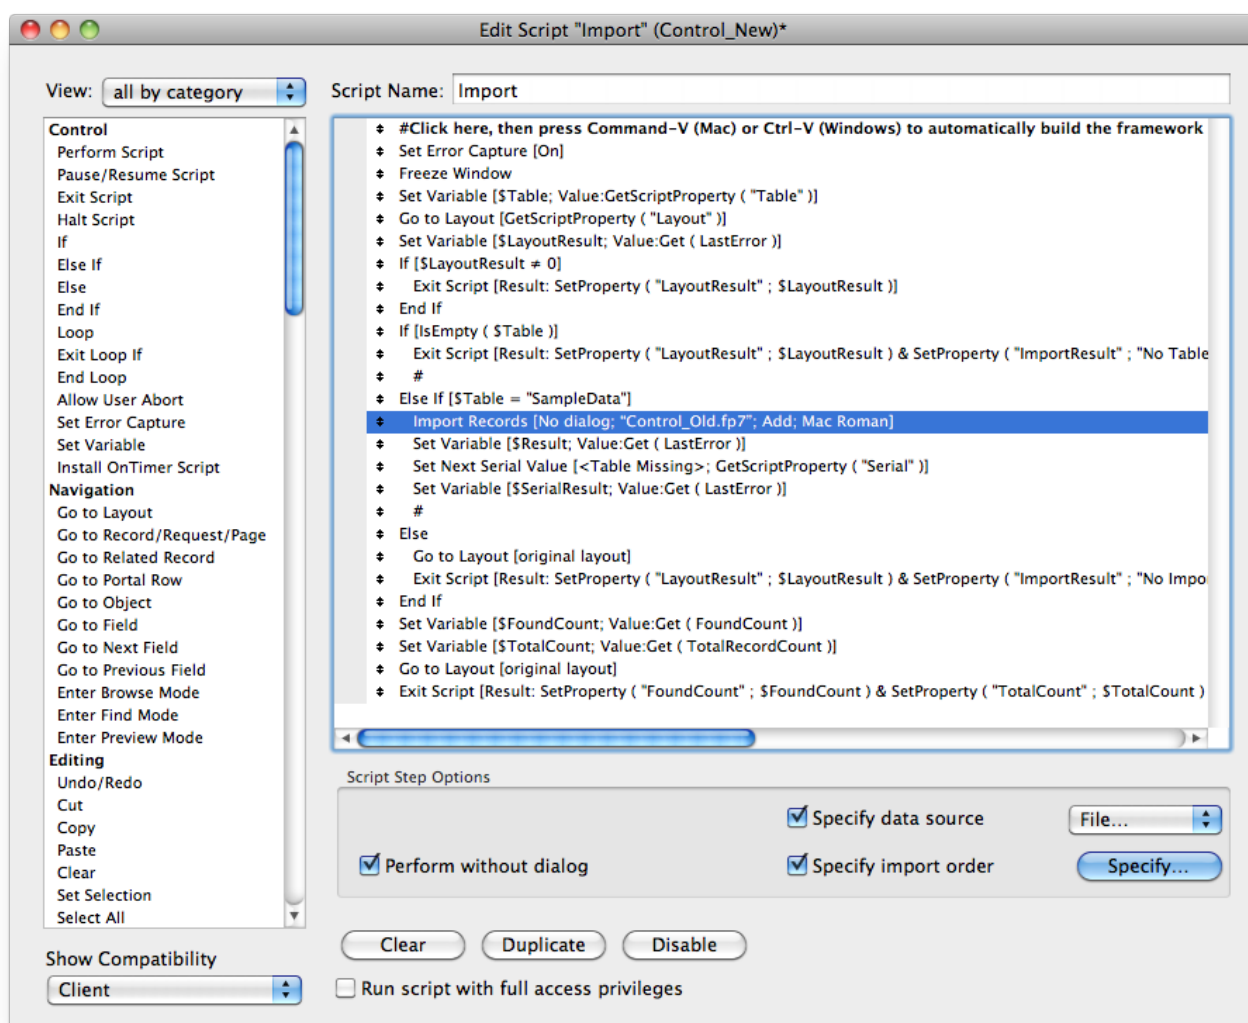 Edit Script "Import" (Control_New)*
View: all by category
Script Name: Import
Control
Perform Script
Pause/Resume Script
Exit Script
Halt Script
If
Else If
Else
End If
Loop
Exit Loop If
End Loop
Allow User Abort
Set Error Capture
Set Variable
Install OnTimer Script
Navigation
Go to Layout
Go to Record/Request/Page
Go to Related Record
Go to Portal Row
Go to Object
Go to Field
Go to Next Field
Go to Previous Field
Enter Browse Mode
Enter Find Mode
Enter Preview Mode
Editing
Undo/Redo
Cut
Copy
Paste
Clear
Set Selection
Select All
Show Compatibility
Client
#Click here, then press Command-V (Mac) or Ctrl-V (Windows) to automatically build the framework
Set Error Capture [On]
Freeze Window
Set Variable [$Table; Value:GetScriptProperty ( "Table" )]
Go to Layout [GetScriptProperty ( "Layout" )]
Set Variable [$LayoutResult; Value:Get ( LastError )]
If [$LayoutResult ≠ 0]
Exit Script [Result: SetProperty ( "LayoutResult" ; $LayoutResult )]
End If
If [IsEmpty ( $Table )]
Exit Script [Result: SetProperty ( "LayoutResult" ; $LayoutResult ) & SetProperty ( "ImportResult" ; "No Table
#
Else If [$Table = "SampleData"]
Import Records [No dialog; “Control_Old.fp7”; Add; Mac Roman]
Set Variable [$Result; Value:Get ( LastError )]
Set Next Serial Value [<Table Missing>; GetScriptProperty ( "Serial" )]
Set Variable [$SerialResult; Value:Get ( LastError )]
#
Else
Go to Layout [original layout]
Exit Script [Result: SetProperty ( "LayoutResult" ; $LayoutResult ) & SetProperty ( "ImportResult" ; "No Impo
End If
Set Variable [$FoundCount; Value:Get ( FoundCount )]
Set Variable [$TotalCount; Value:Get ( TotalRecordCount )]
Go to Layout [original layout]
Exit Script [Result: SetProperty ( "FoundCount" ; $FoundCount ) & SetProperty ( "TotalCount" ; $TotalCount )
Script Step Options
Specify data source File...
Perform without dialog Specify import order Specify...
Clear Duplicate Disable
Run script with full access privileges